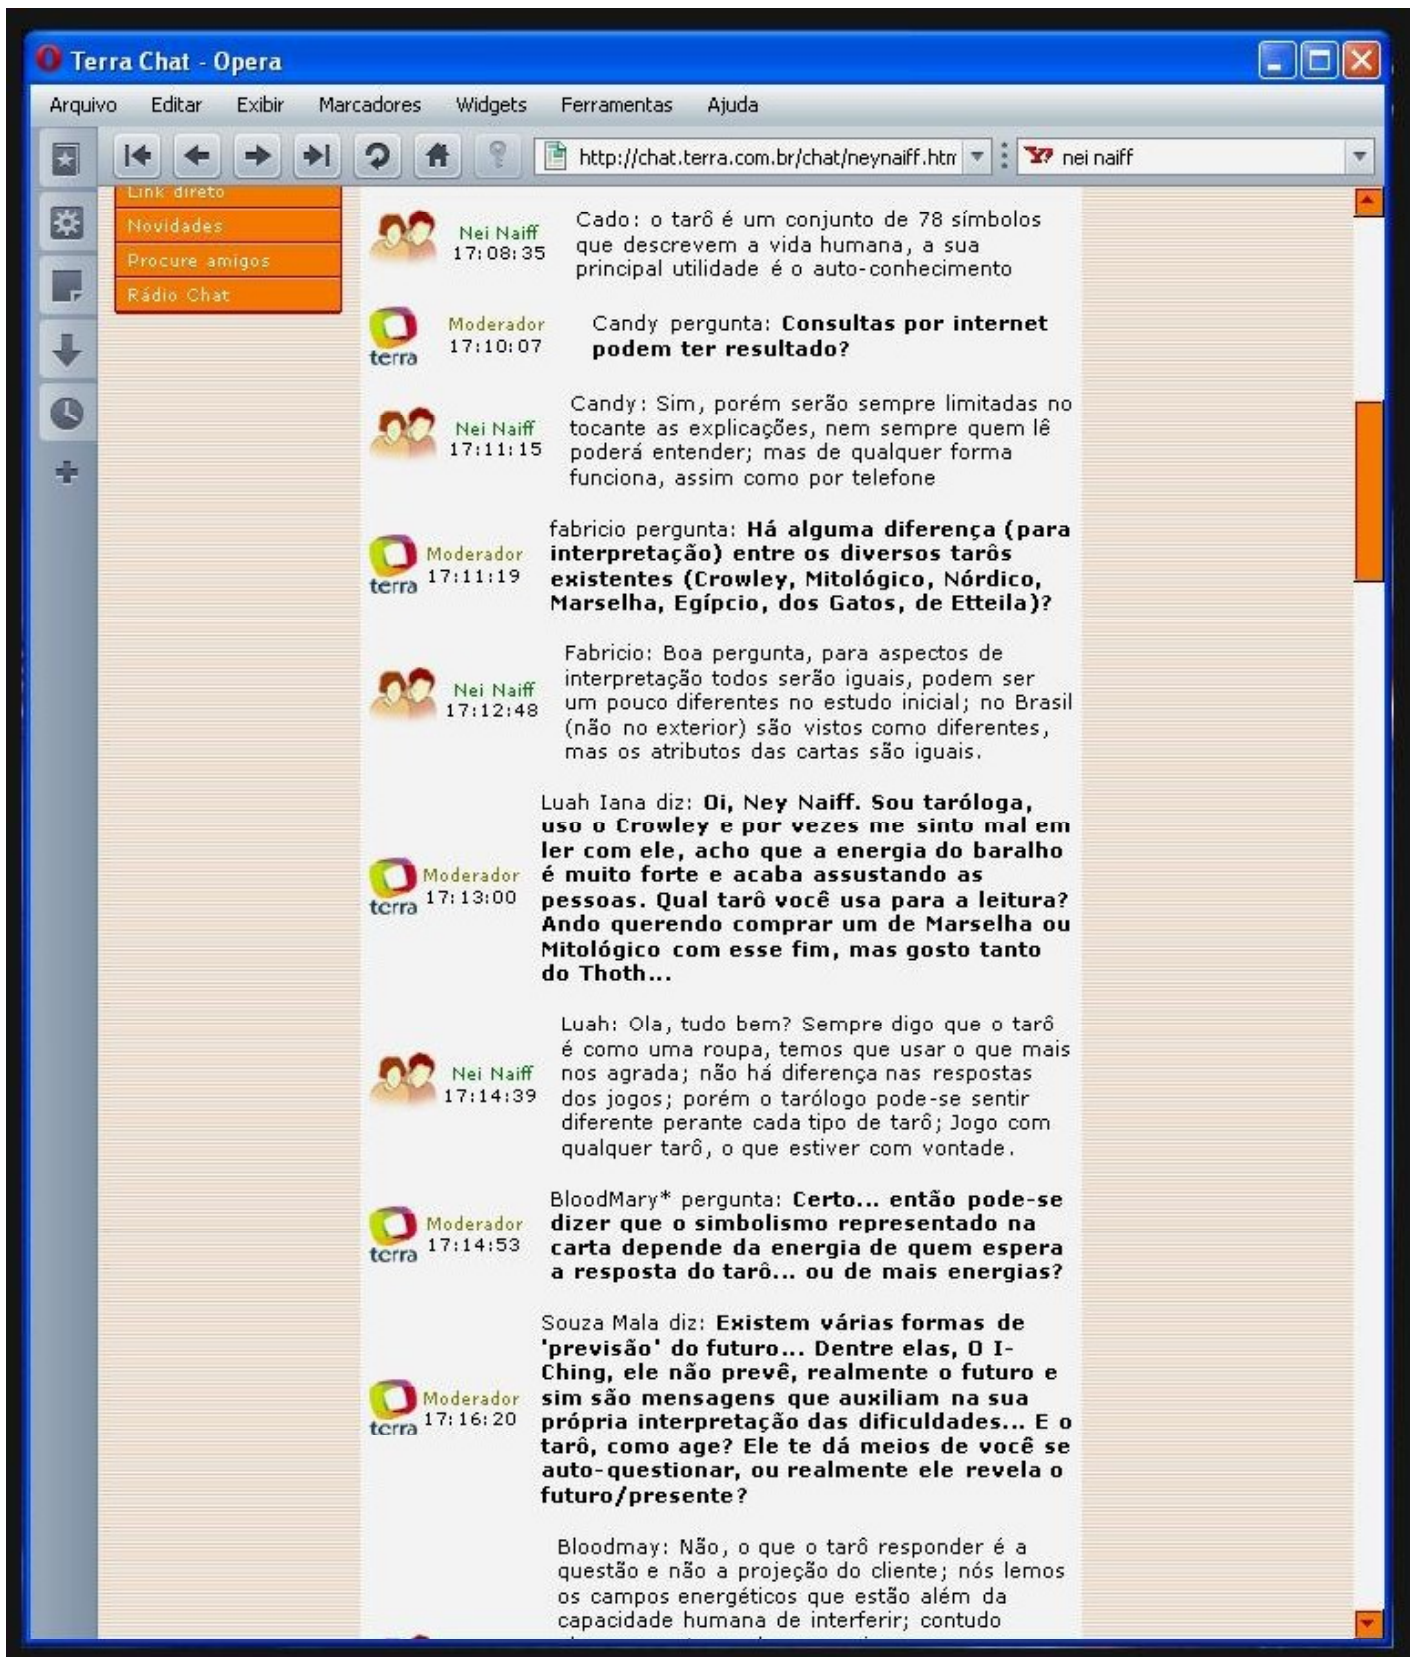 Terra Chat - Opera
Arquivo Editar Exibir Marcadores Widgets Ferramentas Ajuda
http://chat.terra.com.br/chat/neynaiff.htm nei naiff
Link direto
Novidades
Procure amigos
Rádio Chat
Nei Naiff
17:08:35
Cado: o tarô é um conjunto de 78 símbolos
que descrevem a vida humana, a sua
principal utilidade é o auto-conhecimento
terra
Moderador
17:10:07
Candy pergunta: Consultas por internet
podem ter resultado?
Nei Naiff
17:11:15
Candy: Sim, porém serão sempre limitadas no
tocante as explicações, nem sempre quem lê
poderá entender; mas de qualquer forma
funciona, assim como por telefone
terra
Moderador
17:11:19
fabricio pergunta: Há alguma diferença (para
interpretação) entre os diversos tarôs
existentes (Crowley, Mitológico, Nórdico,
Marselha, Egípcio, dos Gatos, de Etteila)?
Nei Naiff
17:12:48
Fabricio: Boa pergunta, para aspectos de
interpretação todos serão iguais, podem ser
um pouco diferentes no estudo inicial; no Brasil
(não no exterior) são vistos como diferentes,
mas os atributos das cartas são iguais.
terra
Moderador
17:13:00
Luah Iana diz: Oi, Ney Naiff. Sou taróloga,
uso o Crowley e por vezes me sinto mal em
ler com ele, acho que a energia do baralho
é muito forte e acaba assustando as
pessoas. Qual tarô você usa para a leitura?
Ando querendo comprar um de Marselha ou
Mitológico com esse fim, mas gosto tanto
do Thoth...
Nei Naiff
17:14:39
Luah: Ola, tudo bem? Sempre digo que o tarô
é como uma roupa, temos que usar o que mais
nos agrada; não há diferença nas respostas
dos jogos; porém o tarólogo pode-se sentir
diferente perante cada tipo de tarô; Jogo com
qualquer tarô, o que estiver com vontade.
terra
Moderador
17:14:53
BloodMary* pergunta: Certo... então pode-se
dizer que o simbolismo representado na
carta depende da energia de quem espera
a resposta do tarô... ou de mais energias?
terra
Moderador
17:16:20
Souza Mala diz: Existem várias formas de
'previsão' do futuro... Dentre elas, O I-
Ching, ele não prevê, realmente o futuro e
sim são mensagens que auxiliam na sua
própria interpretação das dificuldades... E o
tarô, como age? Ele te dá meios de você se
auto-questionar, ou realmente ele revela o
futuro/presente?
Bloodmay: Não, o que o tarô responder é a
questão e não a projeção do cliente; nós lemos
os campos energéticos que estão além da
capacidade humana de interferir; contudo